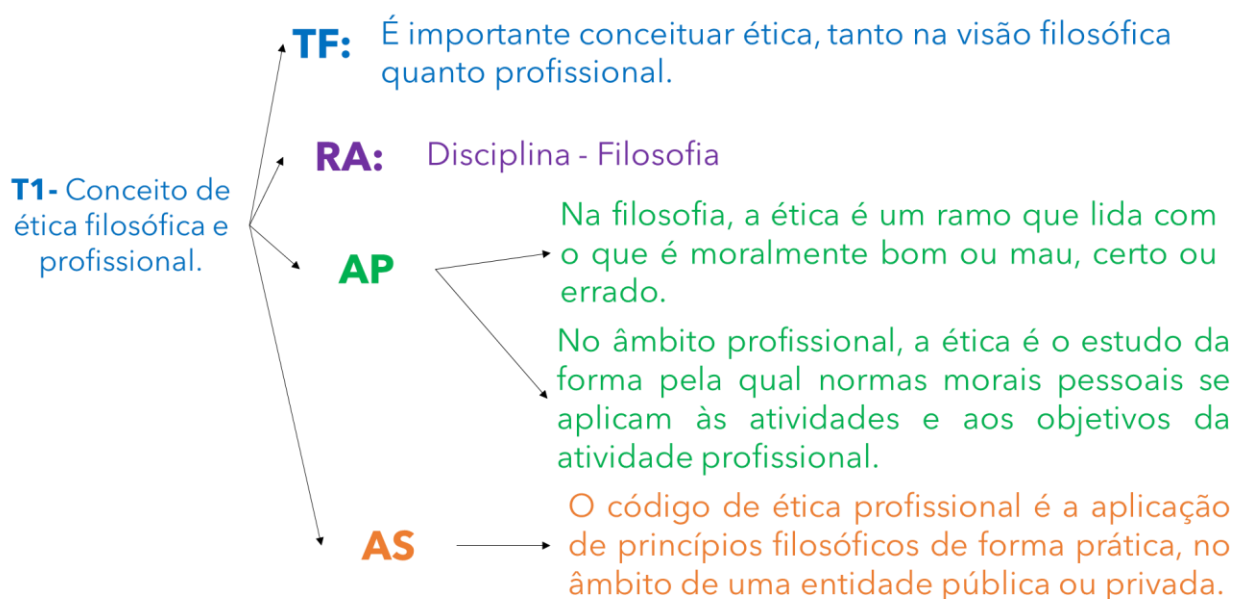 TF: É importante conceituar ética, tanto na visão filosófica
quanto profissional.
RA: Disciplina - Filosofia
T1- Conceito de
ética filosófica e
profissional.
AP
Na filosofia, a ética é um ramo que lida com
o que é moralmente bom ou mau, certo ou
errado.
No âmbito profissional, a ética é o estudo da
forma pela qual normas morais pessoais se
aplicam às atividades e aos objetivos da
atividade profissional.
AS
O código de ética profissional é a aplicação
de princípios filosóficos de forma prática, no
âmbito de uma entidade pública ou privada.